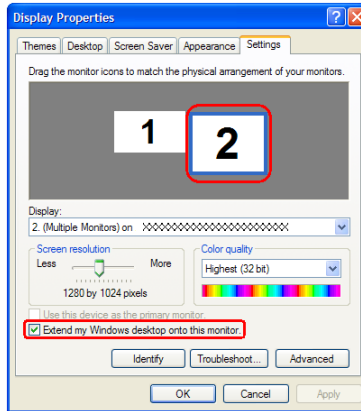 Display Properties
Themes Desktop Screen Saver Appearance Settings
Drag the monitor icons to match the physical arrangement of your monitors.
1 2
Display:
2. (Multiple Monitors) on XXXXXXXXXXXXXXXXXXXXXXXX
Screen resolution Color quality
Less More Highest (32 bit)
1280 by 1024 pixels
Use this device as the primary monitor.
Extend my Windows desktop onto this monitor.
Identify Troubleshoot... Advanced
OK Cancel Apply